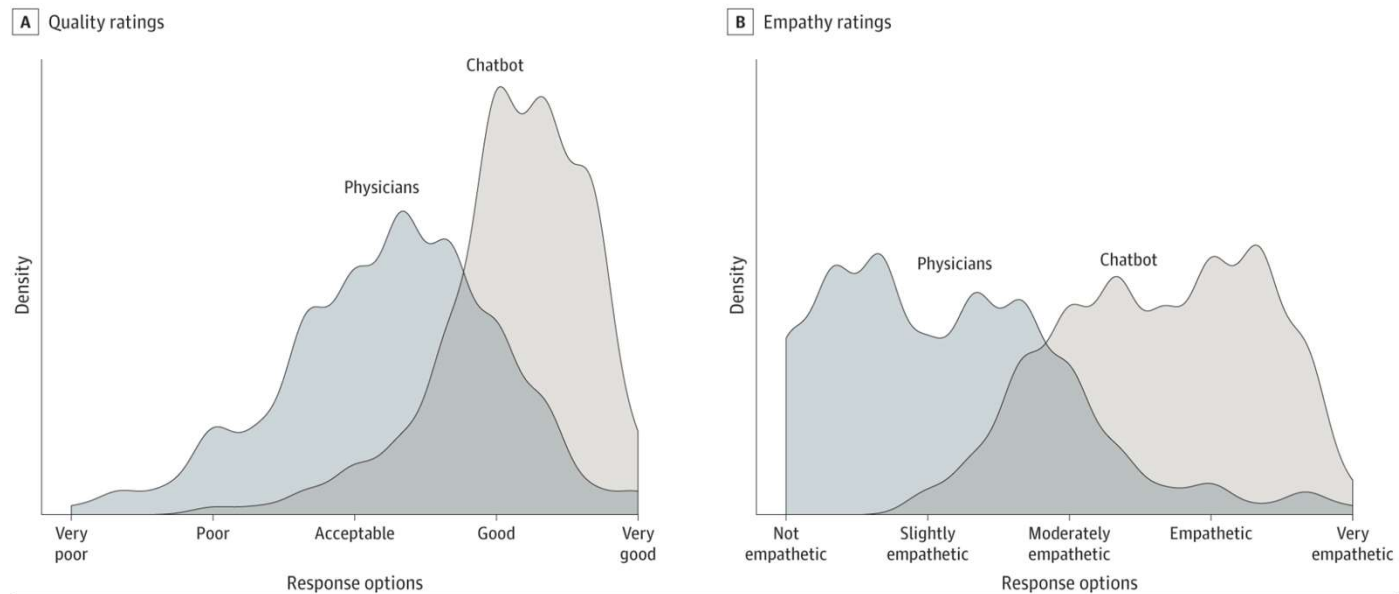 A Quality ratings
Chatbot
Physicians
Density
Very
poor
Poor
Acceptable
Good
Very
good
Response options
B Empathy ratings
Physicians
Chatbot
Density
Not
empathetic
Slightly
empathetic
Moderately
empathetic
Empathetic
Very
empathetic
Response options